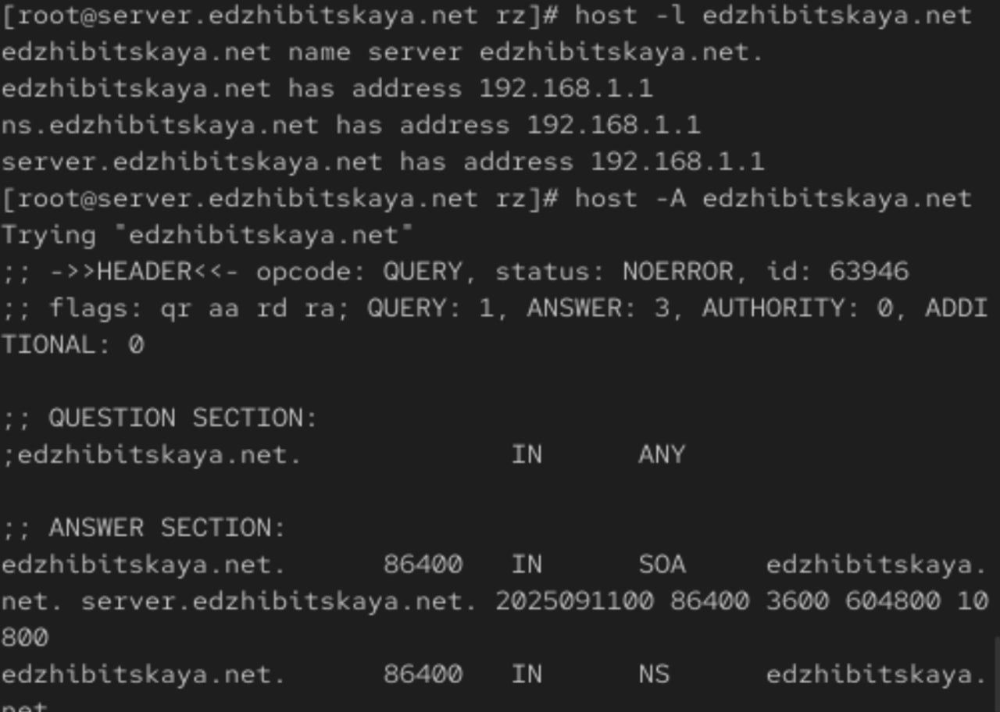 [root@server.edzhibitskaya.net rz]# host -l edzhibitskaya.net
edzhibitskaya.net name server edzhibitskaya.net.
edzhibitskaya.net has address 192.168.1.1
ns.edzhibitskaya.net has address 192.168.1.1
server.edzhibitskaya.net has address 192.168.1.1
[root@server.edzhibitskaya.net rz]# host -A edzhibitskaya.net
Trying "edzhibitskaya.net"
;; ->>HEADER<<- opcode: QUERY, status: NOERROR, id: 63946
;; flags: qr aa rd ra; QUERY: 1, ANSWER: 3, AUTHORITY: 0, ADDI
TIONAL: 0
;; QUESTION SECTION:
;edzhibitskaya.net. IN ANY
;; ANSWER SECTION:
edzhibitskaya.net. 86400 IN SOA edzhibitskaya.
net. server.edzhibitskaya.net. 2025091100 86400 3600 604800 10
800
edzhibitskaya.net. 86400 IN NS edzhibitskaya.
net